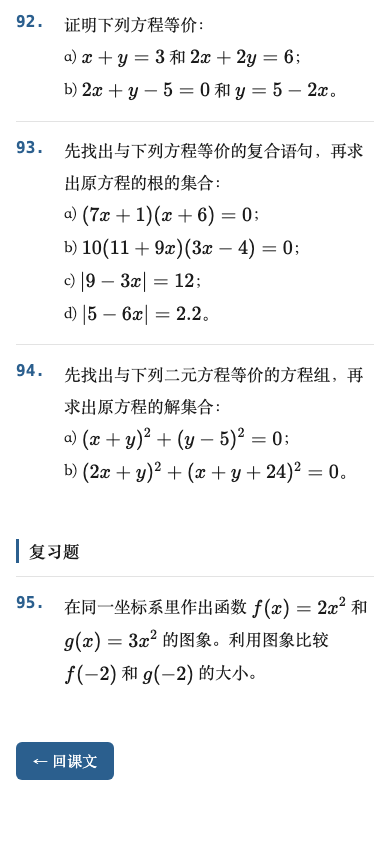 92. 证明下列方程等价：
a) x + y = 3 和 2x + 2y = 6；
b) 2x + y − 5 = 0 和 y = 5 − 2x。
93. 先找出与下列方程等价的复合语句，再求
出原方程的根的集合：
a) (7x + 1)(x + 6) = 0；
b) 10(11 + 9x)(3x − 4) = 0；
c) |9 − 3x| = 12；
d) |5 − 6x| = 2.2。
94. 先找出与下列二元方程等价的方程组，再
求出原方程的解集合：
a) (x + y)² + (y − 5)² = 0；
b) (2x + y)² + (x + y + 24)² = 0。
复习题
95. 在同一坐标系里作出函数 f(x) = 2x² 和
g(x) = 3x² 的图象。利用图象比较
f(−2) 和 g(−2) 的大小。
← 回课文